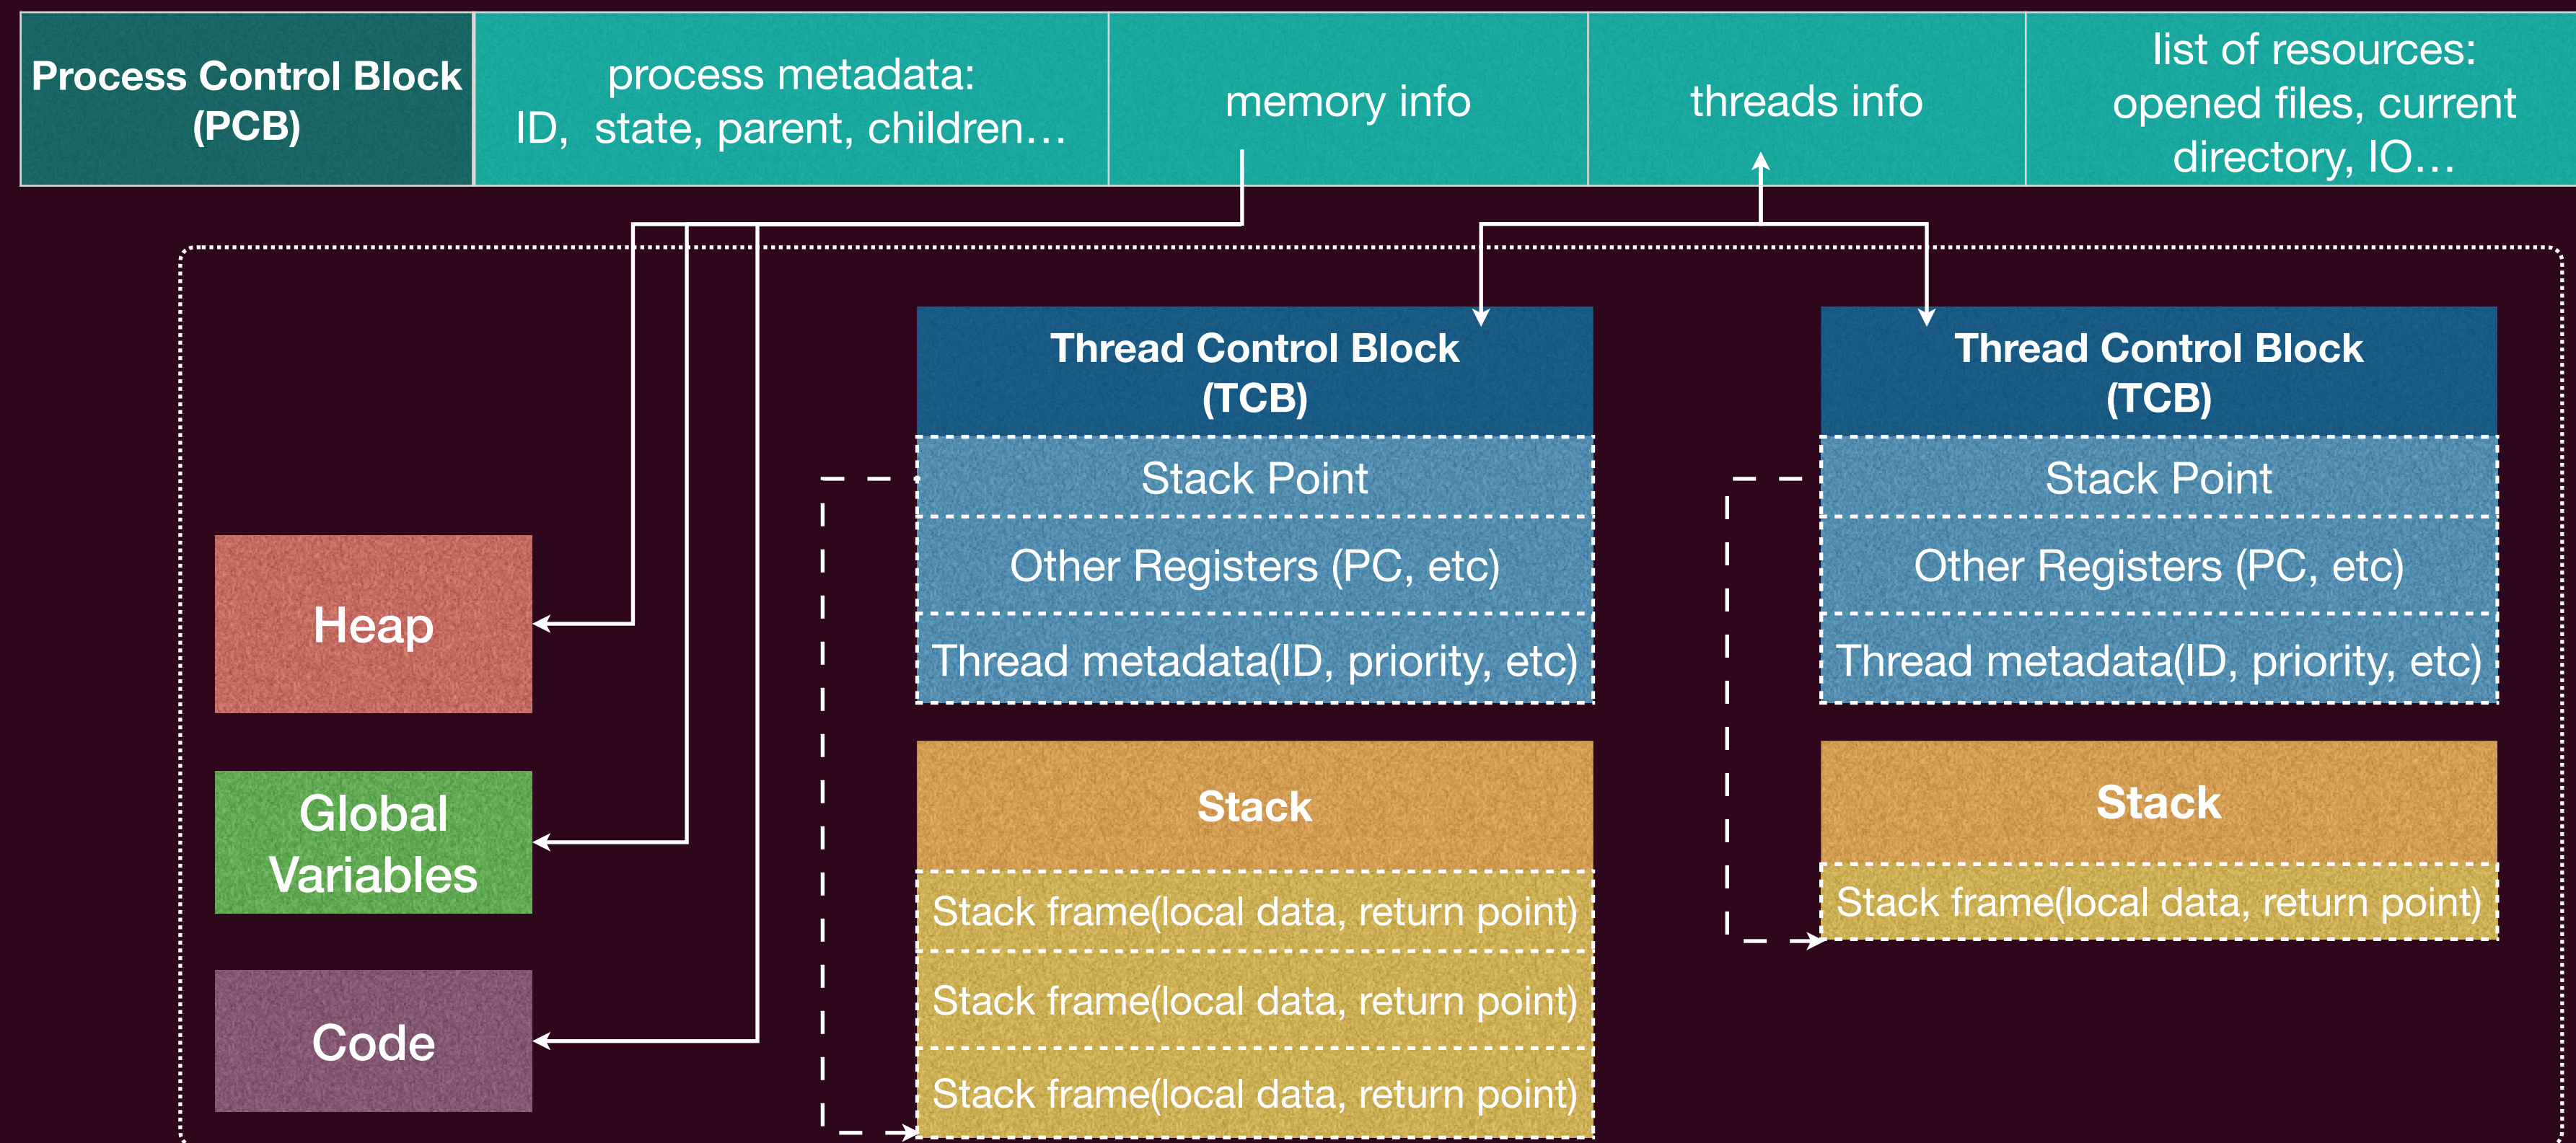 Process Control Block
(PCB)
process metadata:
ID, state, parent, children...
memory info
threads info
list of resources:
opened files, current
directory, IO...
Thread Control Block
(TCB)
Stack Point
Other Registers (PC, etc)
Thread metadata(ID, priority, etc)
Thread Control Block
(TCB)
Stack Point
Other Registers (PC, etc)
Thread metadata(ID, priority, etc)
Heap
Global
Variables
Code
Stack
Stack frame(local data, return point)
Stack frame(local data, return point)
Stack frame(local data, return point)
Stack
Stack frame(local data, return point)